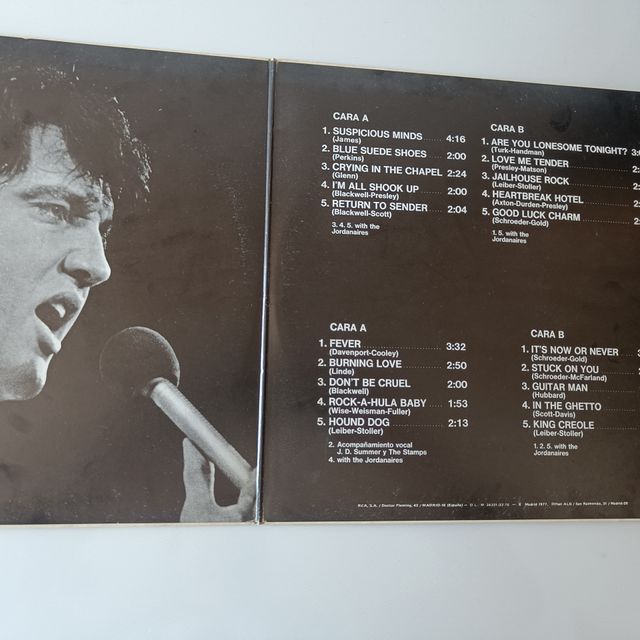 CARA A
1. SUSPICIOUS MINDS 4:16
(James)
2. BLUE SUEDE SHOES 2:00
(Perkins)
3. CRYING IN THE CHAPEL 2:24
(Glenn)
4. I'M ALL SHOOK UP 2:00
(Blackwell-Presley)
5. RETURN TO SENDER 2:04
(Blackwell-Scott)
3. 4. 5. with the
Jordanaires
CARA B
1. ARE YOU LONESOME TONIGHT?
(Turk-Handman)
2. LOVE ME TENDER
(Presley-Matson)
3. JAILHOUSE ROCK
(Leiber-Stoller)
4. HEARTBREAK HOTEL
(Axton-Durden-Presley)
5. GOOD LUCK CHARM
(Schroeder-Gold)
1. 5. with the
Jordanaires
CARA A
1. FEVER 3:32
(Davenport-Cooley)
2. BURNING LOVE 2:50
(Linde)
3. DON'T BE CRUEL 2:00
(Blackwell)
4. ROCK-A-HULA BABY 1:53
(Wise-Weisman-Fuller)
5. HOUND DOG 2:13
(Leiber-Stoller)
2. Acompañamiento vocal
J. D. Summer y The Stamps
4. with the Jordanaires
CARA B
1. IT'S NOW OR NEVER
(Schroeder-Gold)
2. STUCK ON YOU
(Schroeder-McFarland)
3. GUITAR MAN
(Hubbard)
4. IN THE GHETTO
(Scott-Davis)
5. KING CREOLE
(Leiber-Stoller)
1. 2. 5. with the
Jordanaires
RCA, S.A. / Doctor Fleming, 43 / MADRID-16 (España)